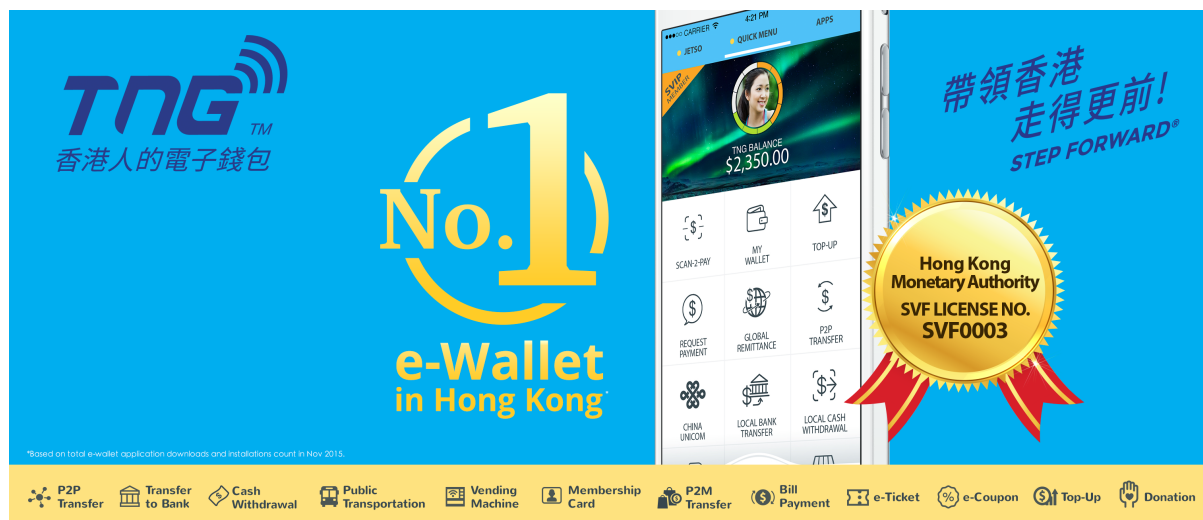 TNG
TM
香港人的電子錢包
No.1
e-Wallet
in Hong Kong*
*Based on total e-wallet application downloads and installations count in Nov 2015.
CARRIER
4:21 PM
JETSO
QUICK MENU
APPS
SVIP
MEMBER
TNG BALANCE
$2,350.00
SCAN-2-PAY
MY
WALLET
TOP-UP
REQUEST
PAYMENT
GLOBAL
REMITTANCE
P2P
TRANSFER
CHINA
UNICOM
LOCAL BANK
TRANSFER
LOCAL CASH
WITHDRAWAL
帶領香港
走得更前!
STEP FORWARD®
Hong Kong
Monetary Authority
SVF LICENSE NO.
SVF0003
P2P
Transfer
Transfer
to Bank
Cash
Withdrawal
Public
Transportation
Vending
Machine
Membership
Card
P2M
Transfer
Bill
Payment
e-Ticket
e-Coupon
Top-Up
Donation